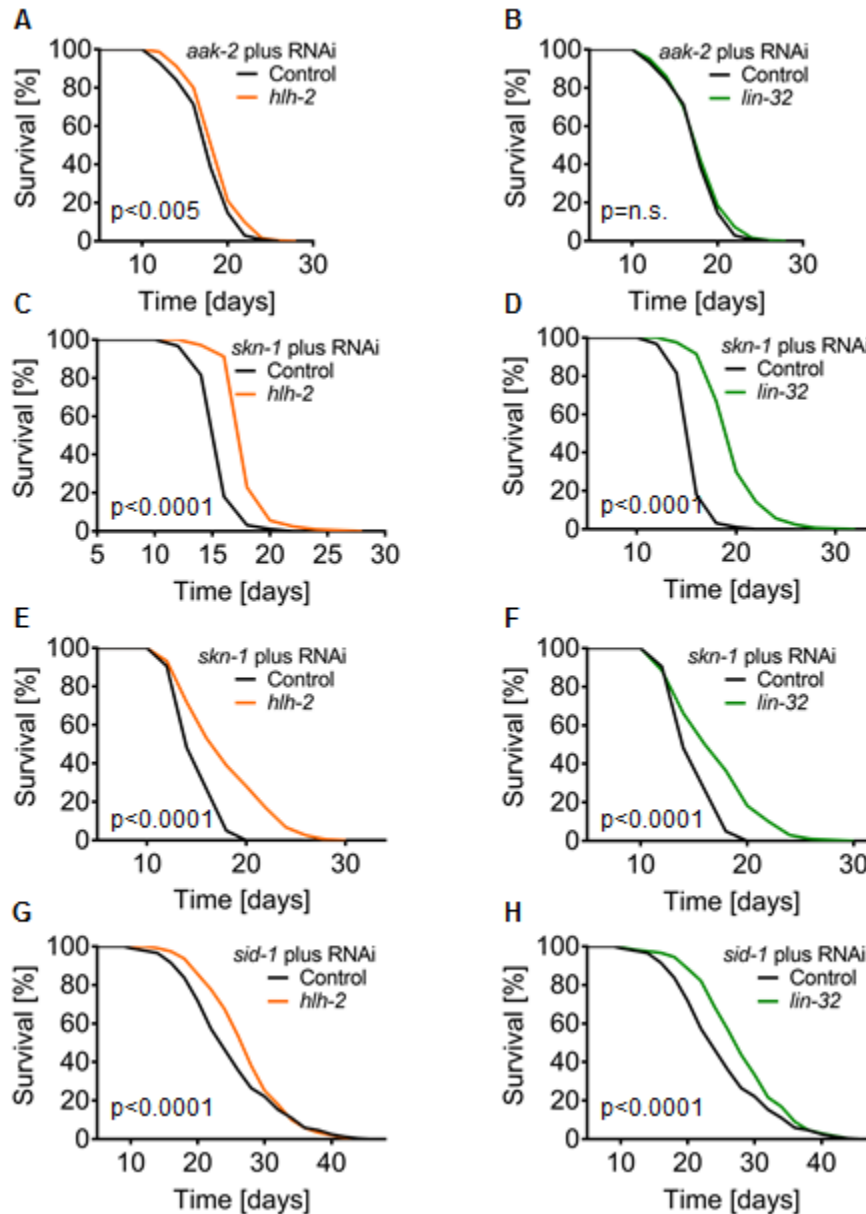 A
aak-2 plus RNAi
Control
hlh-2
Survival [%]
100
80
60
40
20
0
p<0.005
0
10
20
30
Time [days]
B
aak-2 plus RNAi
Control
lin-32
Survival [%]
100
80
60
40
20
0
p=n.s.
10
20
30
Time [days]
C
skn-1 plus RNAi
Control
hlh-2
Survival [%]
100
80
60
40
20
0
p<0.0001
5
10
15
20
25
30
Time [days]
D
skn-1 plus RNAi
Control
lin-32
Survival [%]
100
80
60
40
20
0
p<0.0001
10
20
30
Time [days]
E
skn-1 plus RNAi
Control
hlh-2
Survival [%]
100
80
60
40
20
0
p<0.0001
10
20
30
Time [days]
F
skn-1 plus RNAi
Control
lin-32
Survival [%]
100
80
60
40
20
0
p<0.0001
10
20
30
Time [days]
G
sid-1 plus RNAi
Control
hlh-2
Survival [%]
100
80
60
40
20
0
p<0.0001
10
20
30
40
Time [days]
H
sid-1 plus RNAi
Control
lin-32
Survival [%]
100
80
60
40
20
0
p<0.0001
10
20
30
40
Time [days]